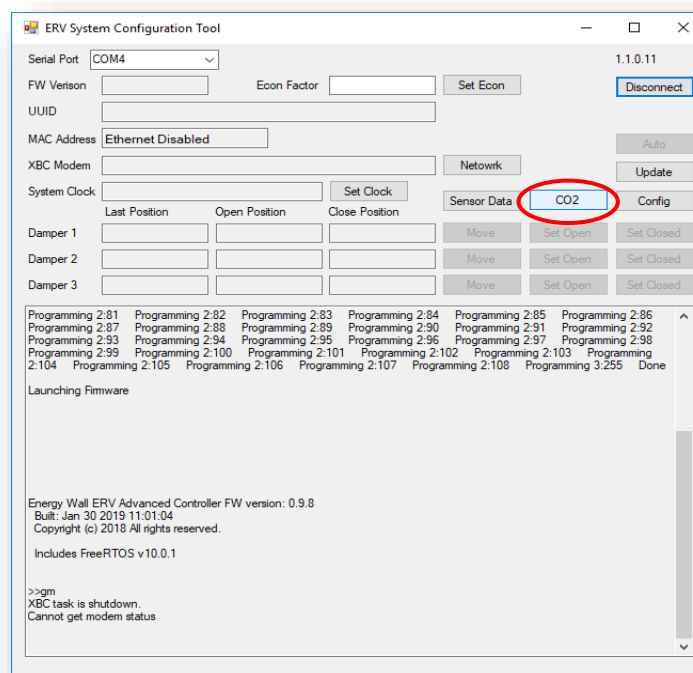 ERV System Configuration Tool
Serial Port COM4 1.1.0.11
FW Verison Econ Factor Set Econ Disconnect
UUID
MAC Address Ethernet Disabled Auto
XBC Modem Netowrk Update
System Clock Set Clock Sensor Data CO2 Config
Last Position Open Position Close Position
Damper 1 Move Set Open Set Closed
Damper 2 Move Set Open Set Closed
Damper 3 Move Set Open Set Closed
Programming 2:81 Programming 2:82 Programming 2:83 Programming 2:84 Programming 2:85 Programming 2:86
Programming 2:87 Programming 2:88 Programming 2:89 Programming 2:90 Programming 2:91 Programming 2:92
Programming 2:93 Programming 2:94 Programming 2:95 Programming 2:96 Programming 2:97 Programming 2:98
Programming 2:99 Programming 2:100 Programming 2:101 Programming 2:102 Programming 2:103 Programming
2:104 Programming 2:105 Programming 2:106 Programming 2:107 Programming 2:108 Programming 3:255 Done
Launching Firmware
Energy Wall ERV Advanced Controller FW version: 0.9.8
Built: Jan 30 2019 11:01:04
Copyright (c) 2018 All rights reserved.
Includes FreeRTOS v10.0.1
>>gm
XBC task is shutdown.
Cannot get modem status